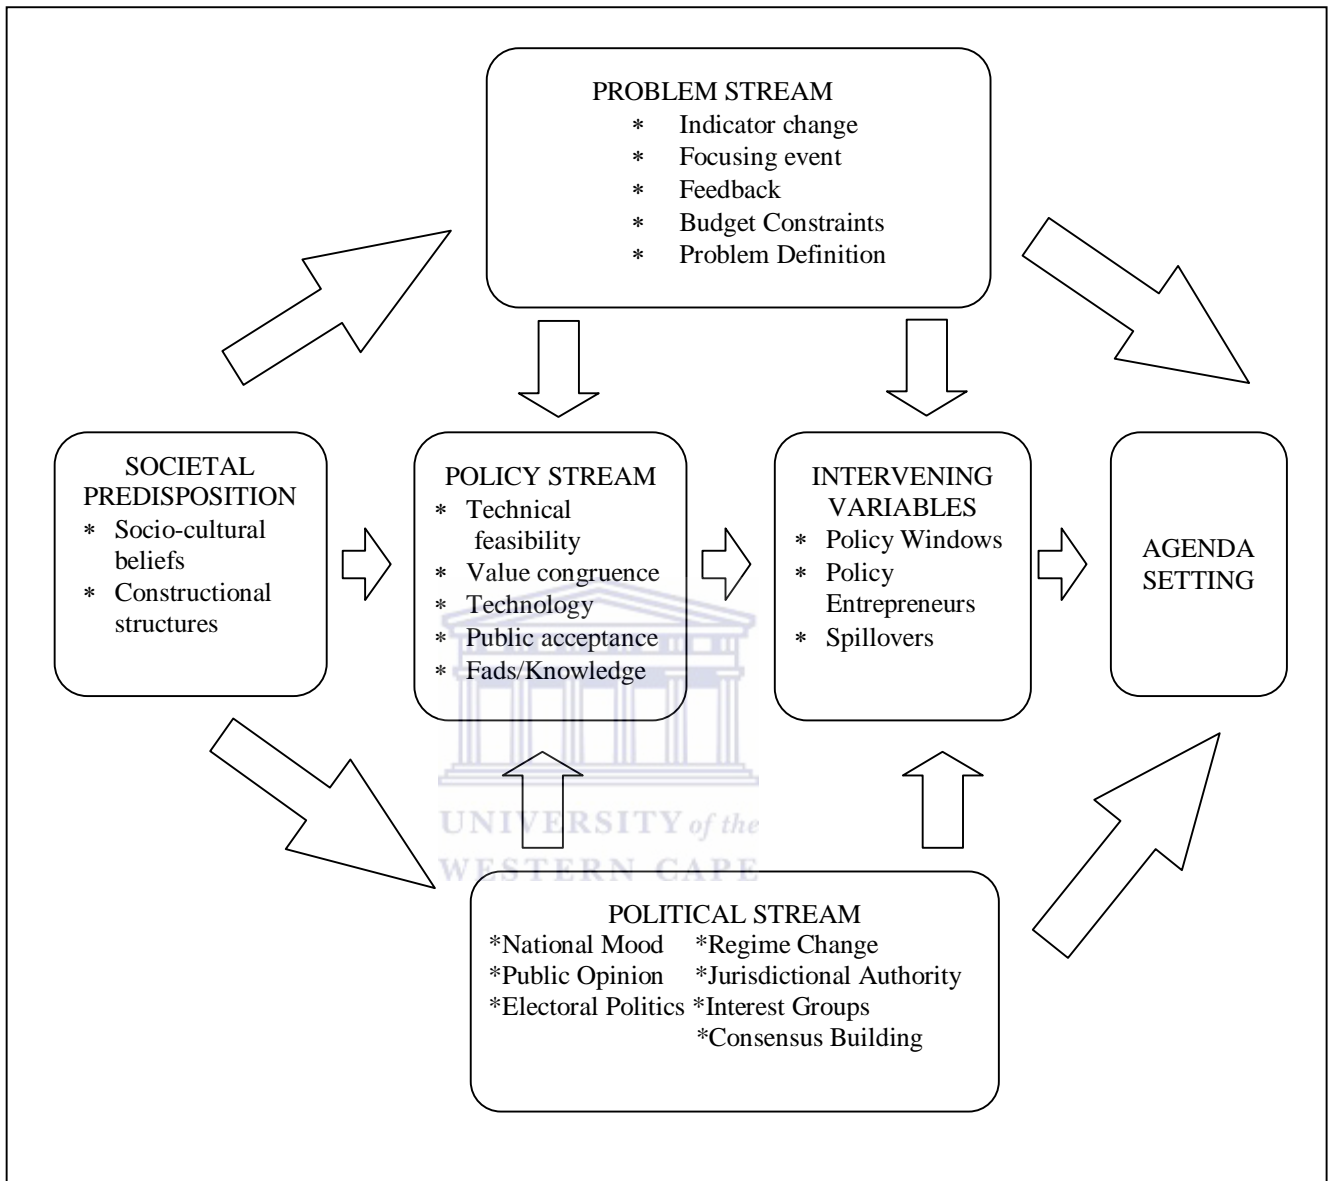 PROBLEM STREAM
* Indicator change
* Focusing event
* Feedback
* Budget Constraints
* Problem Definition
SOCIETAL
PREDISPOSITION
* Socio-cultural
beliefs
* Constructional
structures
POLICY STREAM
* Technical
feasibility
* Value congruence
* Technology
* Public acceptance
* Fads/Knowledge
INTERVENING
VARIABLES
* Policy Windows
* Policy
Entrepreneurs
* Spillovers
AGENDA
SETTING
UNIVERSITY of the
WESTERN CAPE
POLITICAL STREAM
*National Mood *Regime Change
*Public Opinion *Jurisdictional Authority
*Electoral Politics *Interest Groups
*Consensus Building